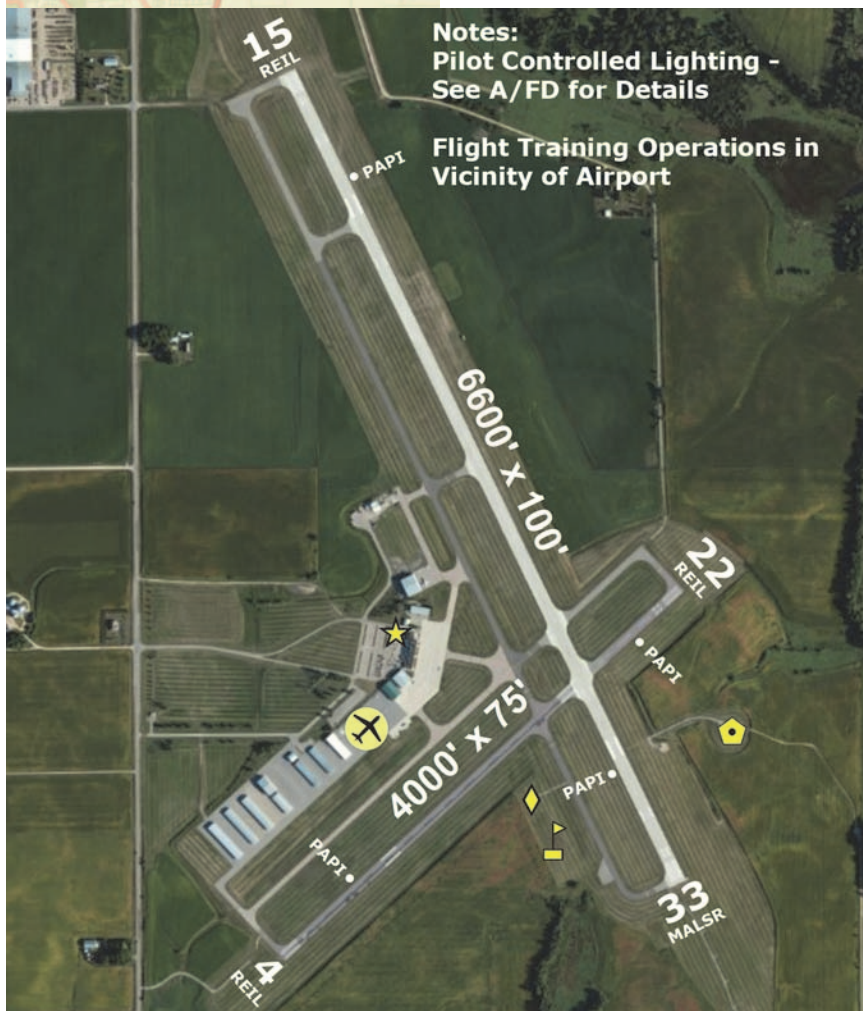 Notes:
Pilot Controlled Lighting -
See A/FD for Details
Flight Training Operations in
Vicinity of Airport
15
REIL
PAPI
6600' x 100'
22
REIL
PAPI
4000' x 75'
PAPI
PAPI
33
MALSR
4
REIL